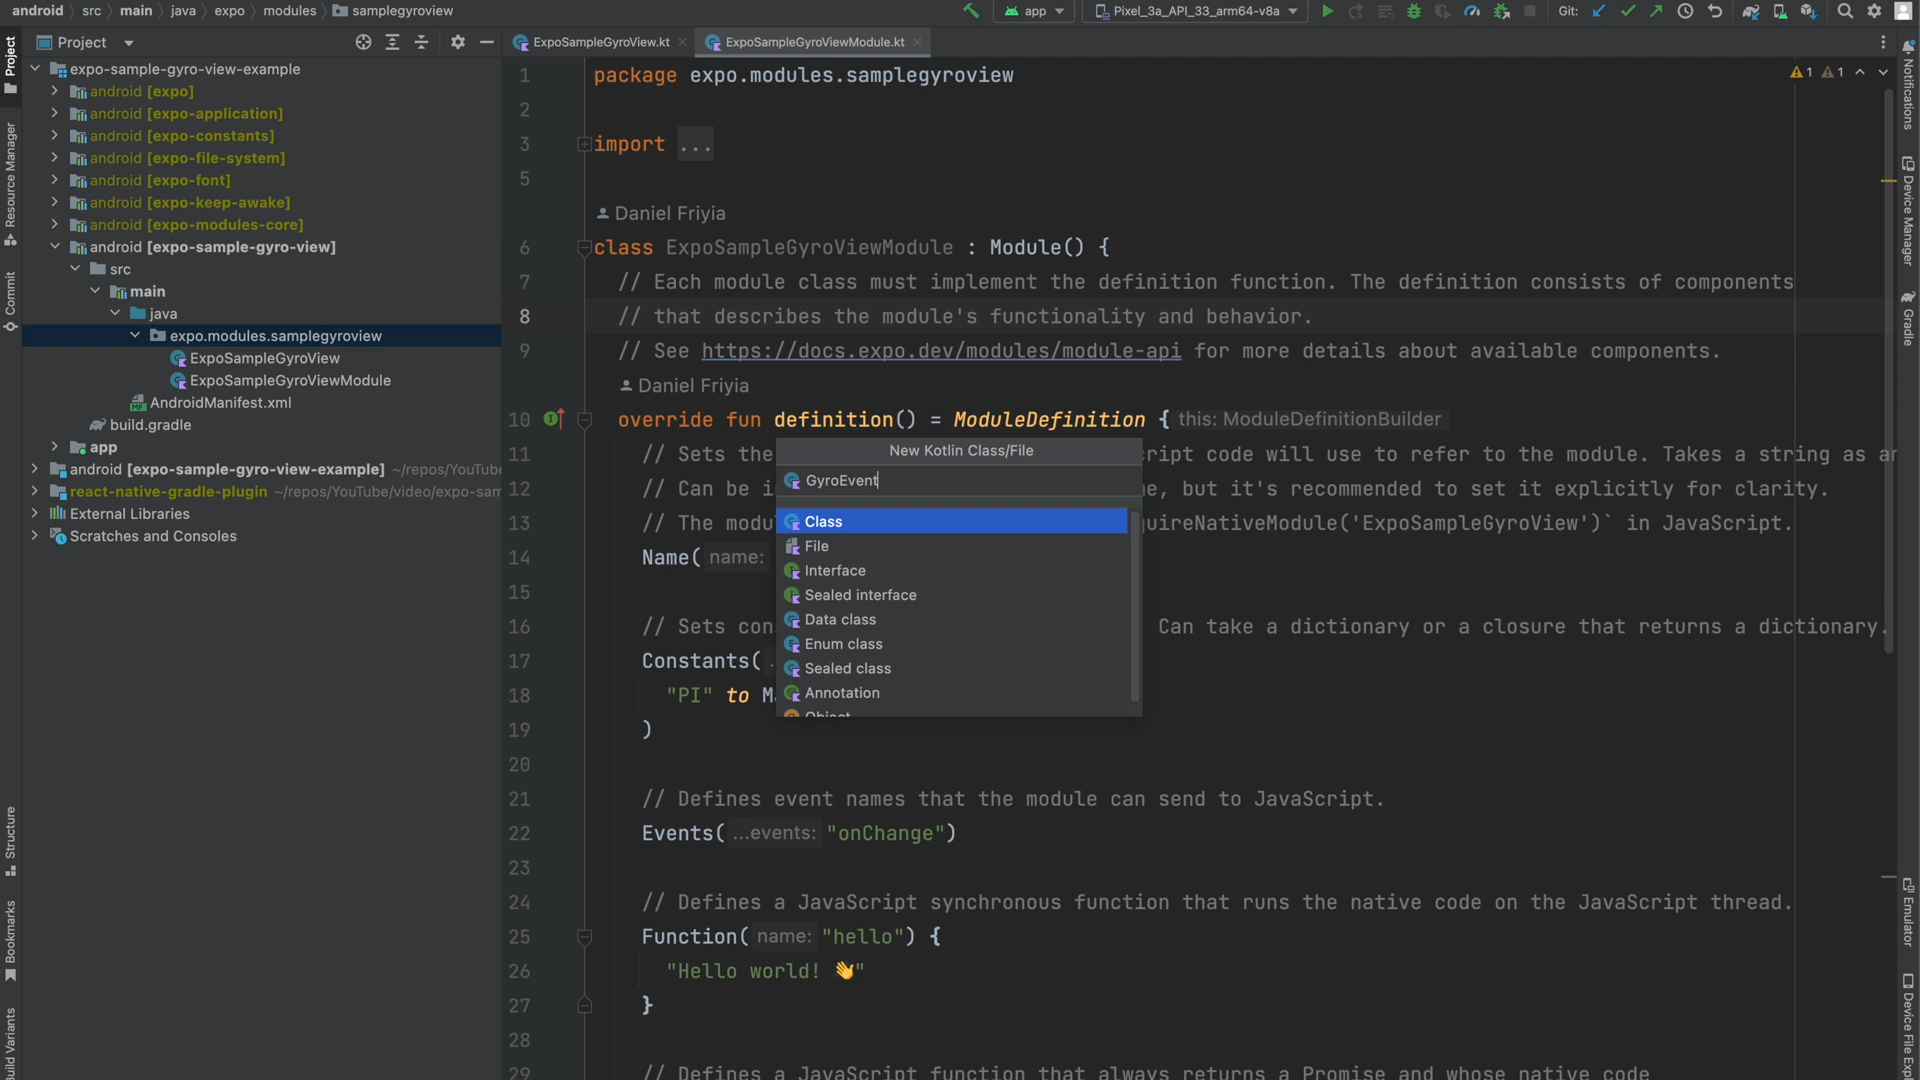 android src main java expo modules samplegyroview
app
Pixel_3a_API_33_arm64-v8a
Git:
Project
ExpoSampleGyroView.kt
ExpoSampleGyroViewModule.kt
expo-sample-gyro-view-example
android [expo]
android [expo-application]
android [expo-constants]
android [expo-file-system]
android [expo-font]
android [expo-keep-awake]
android [expo-modules-core]
android [expo-sample-gyro-view]
src
main
java
expo.modules.samplegyroview
ExpoSampleGyroView
ExpoSampleGyroViewModule
AndroidManifest.xml
build.gradle
app
android [expo-sample-gyro-view-example] ~/repos/YouTube
react-native-gradle-plugin ~/repos/YouTube/video/expo-sam
External Libraries
Scratches and Consoles
Project
Resource Manager
Commit
Structure
Bookmarks
Build Variants
1 package expo.modules.samplegyroview
1 1
2
3 import ...
5
Daniel Friyia
6 class ExpoSampleGyroViewModule : Module() {
7 // Each module class must implement the definition function. The definition consists of components
8 // that describes the module's functionality and behavior.
9 // See https://docs.expo.dev/modules/module-api for more details about available components.
Daniel Friyia
10 override fun definition() = ModuleDefinition { this: ModuleDefinitionBuilder
11 // Sets the ript code will use to refer to the module. Takes a string as an
12 // Can be i e, but it's recommended to set it explicitly for clarity.
13 // The modu uireNativeModule('ExpoSampleGyroView')` in JavaScript.
14 Name( name:
15
16 // Sets con Can take a dictionary or a closure that returns a dictionary.
17 Constants(
18 "PI" to Ma
19 )
20
21 // Defines event names that the module can send to JavaScript.
22 Events( ...events: "onChange")
23
24 // Defines a JavaScript synchronous function that runs the native code on the JavaScript thread.
25 Function( name: "hello") {
26 "Hello world! 👋"
27 }
28
29 // Defines a JavaScript function that always returns a Promise and whose native code
New Kotlin Class/File
GyroEvent
Class
File
Interface
Sealed interface
Data class
Enum class
Sealed class
Annotation
Object
Notifications
Device Manager
Gradle
Emulator
Device File Expl